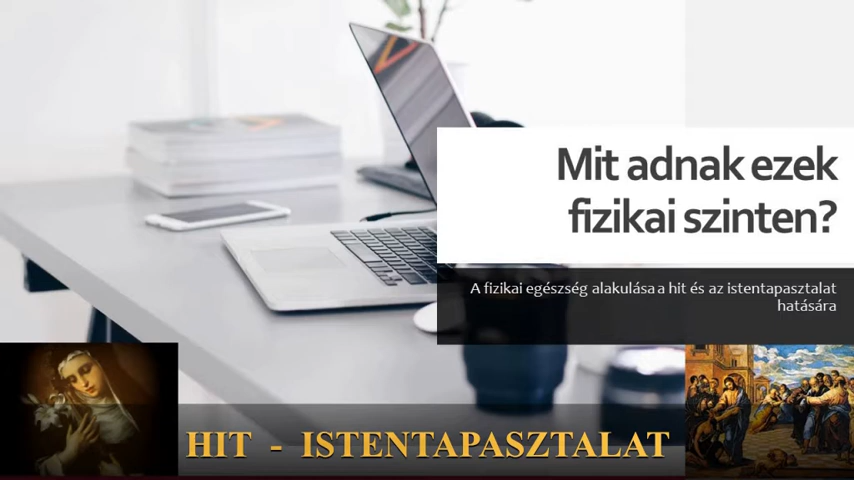 Mit adnak ezek
fizikai szinten?
A fizikai egészség alakulása a hit és az istentapasztalat
hatására
HIT - ISTENTAPASZTALAT